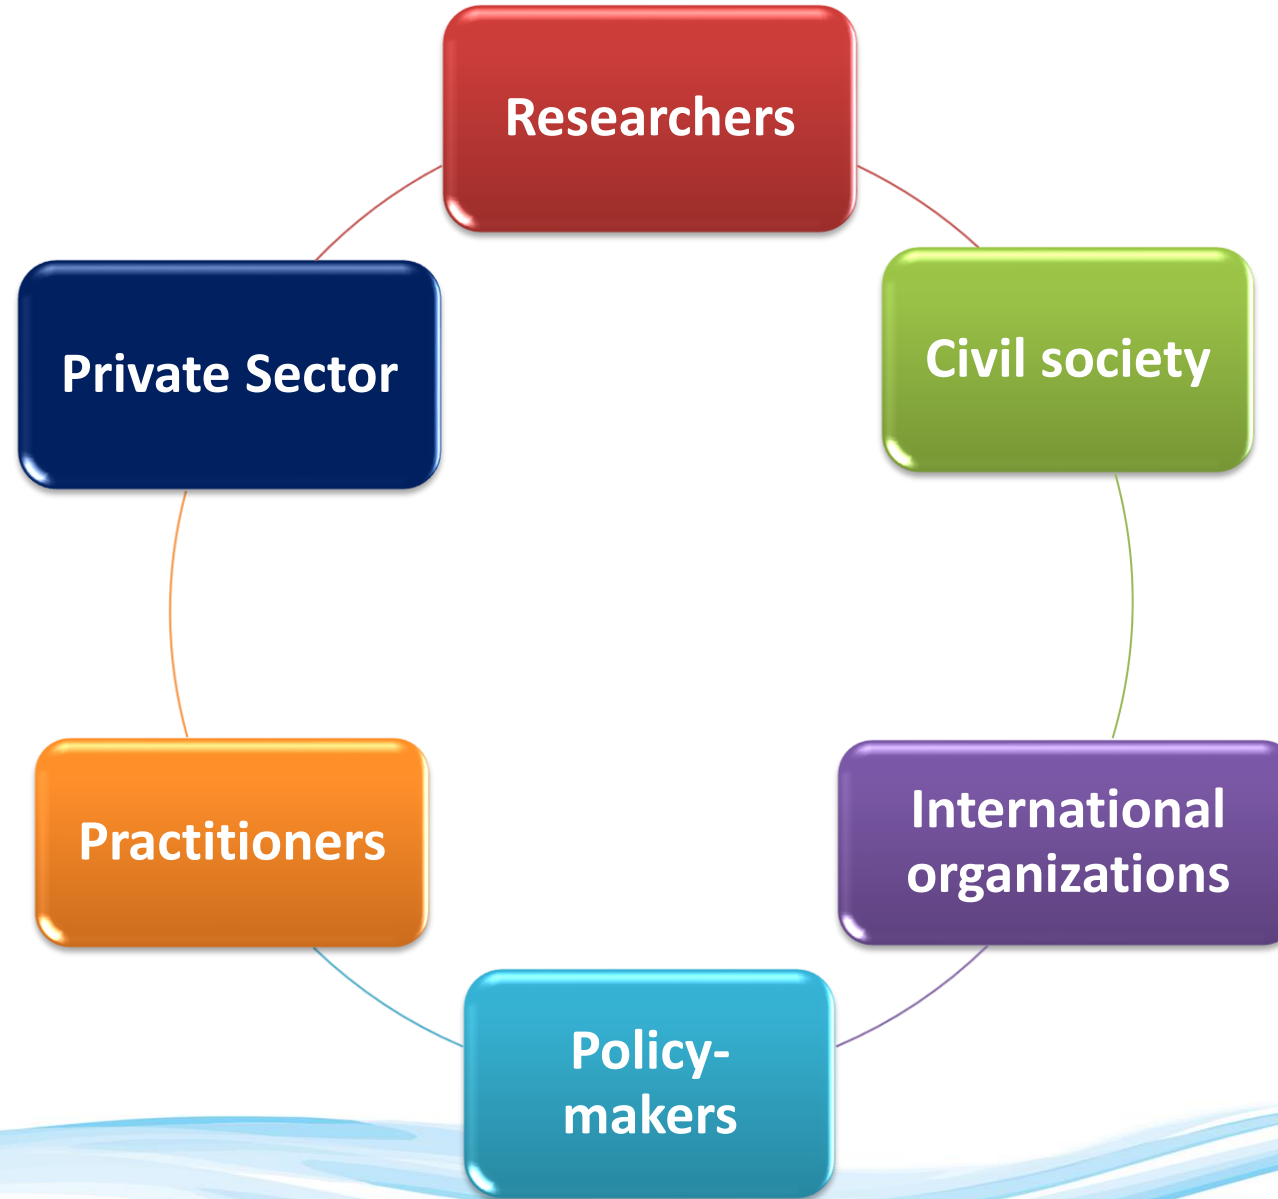 Researchers
Private Sector
Civil society
Practitioners
International
organizations
Policy-
makers